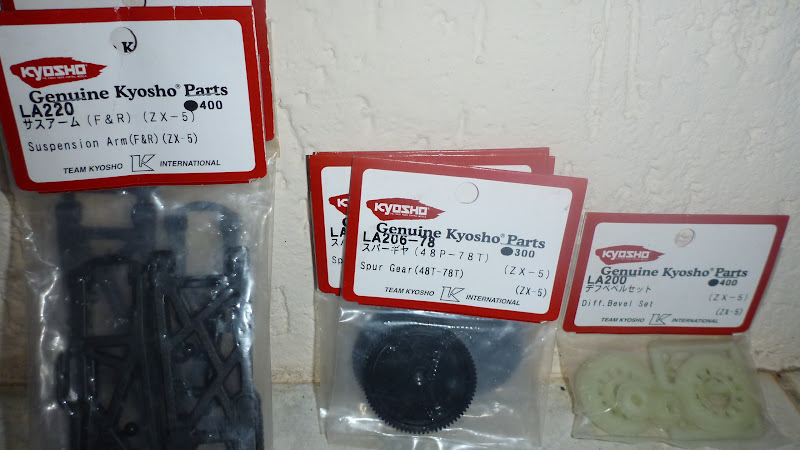 K
KYOSHO
Genuine Kyosho® Parts
LA220 ●400
サスアーム (F&R) (ZX-5)
Suspension Arm(F&R) (ZX-5)
TEAM KYOSHO K INTERNATIONAL
KYOSHO
Genuine Kyosho® Parts
LA206-78 ●300
スパーギヤ (48P-78T) (ZX-5)
Spur Gear(48T-78T) (ZX-5)
TEAM KYOSHO K INTERNATIONAL
KYOSHO
Genuine Kyosho® Parts
LA200 ●400
デフベベルセット (ZX-5)
Diff.Bevel Set (ZX-5)
TEAM KYOSHO K INTERNATIONAL